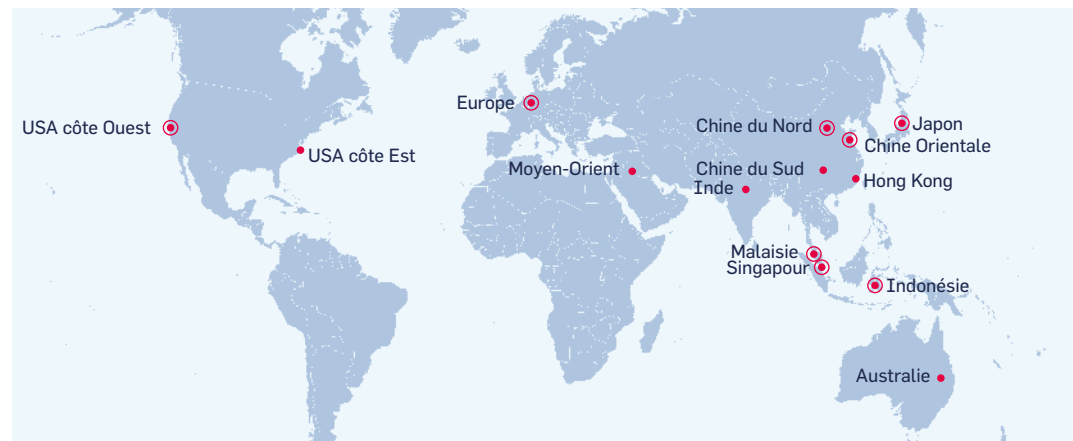 Europe
USA côte Ouest
USA côte Est
Chine du Nord
Japon
Chine Orientale
Moyen-Orient
Chine du Sud
Hong Kong
Inde
Malaisie
Singapour
Indonésie
Australie